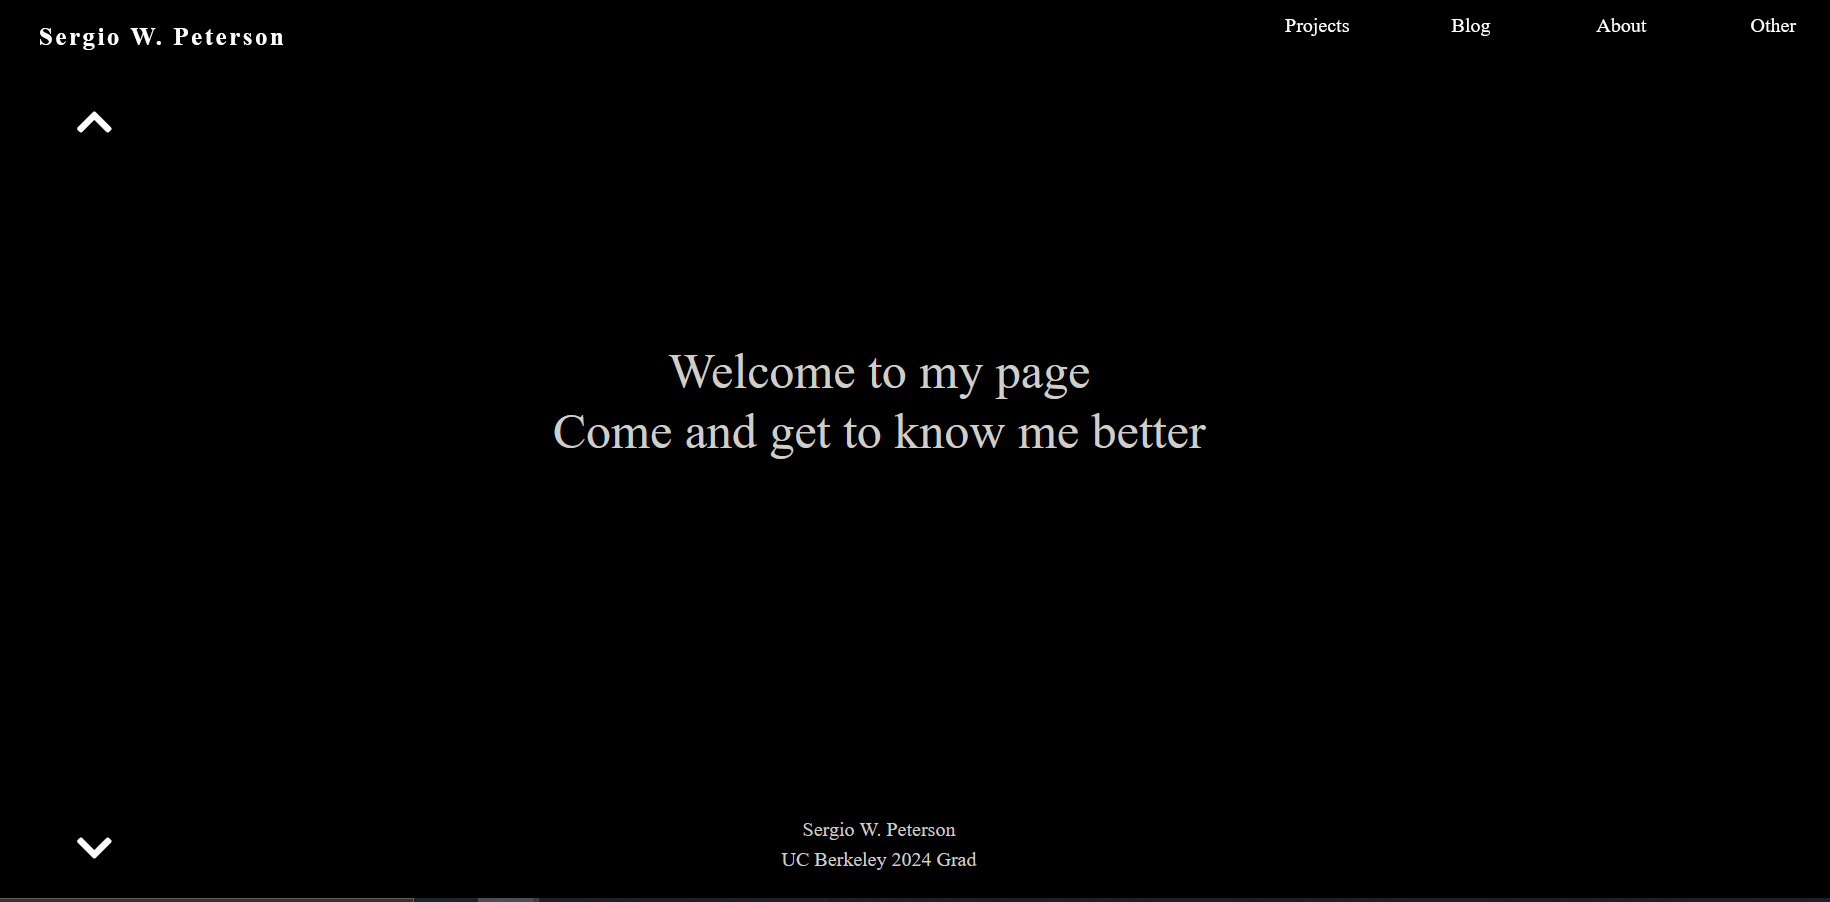 Sergio W. Peterson
Projects Blog About Other
Welcome to my page
Come and get to know me better
Sergio W. Peterson
UC Berkeley 2024 Grad